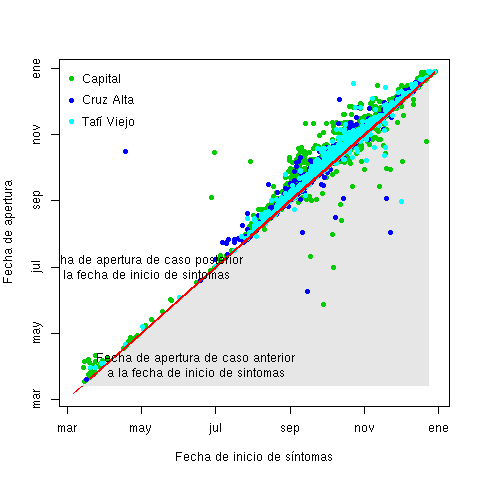 Capital
Cruz Alta
Tafí Viejo
ha de apertura de caso posterior
la fecha de inicio de sintomas
Fecha de apertura de caso anterior
a la fecha de inicio de sintomas
Fecha de apertura
ene
nov
sep
jul
may
mar
mar may jul sep nov ene
Fecha de inicio de síntomas